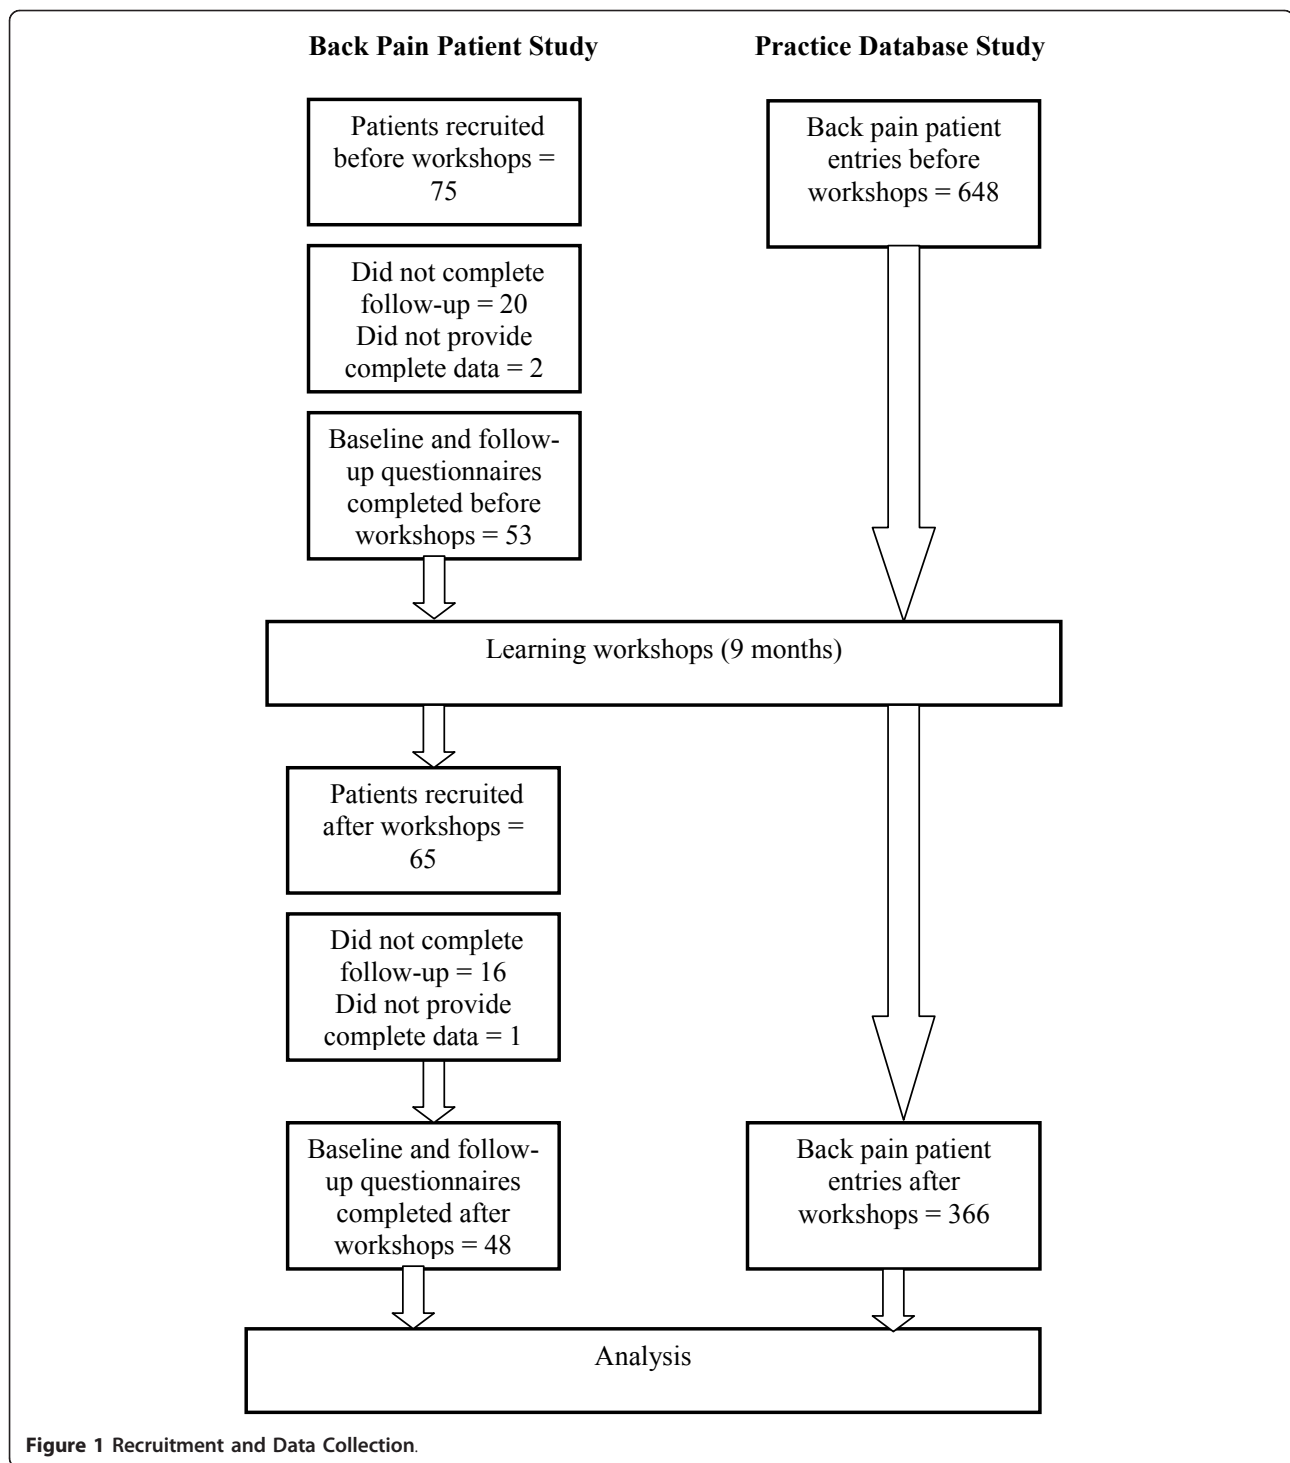 Back Pain Patient Study
Practice Database Study
Patients recruited
before workshops =
75
Back pain patient
entries before
workshops = 648
Did not complete
follow-up = 20
Did not provide
complete data = 2
Baseline and follow-
up questionnaires
completed before
workshops = 53
Learning workshops (9 months)
Patients recruited
after workshops =
65
Did not complete
follow-up = 16
Did not provide
complete data = 1
Baseline and follow-
up questionnaires
completed after
workshops = 48
Back pain patient
entries after
workshops = 366
Analysis
Figure 1 Recruitment and Data Collection.